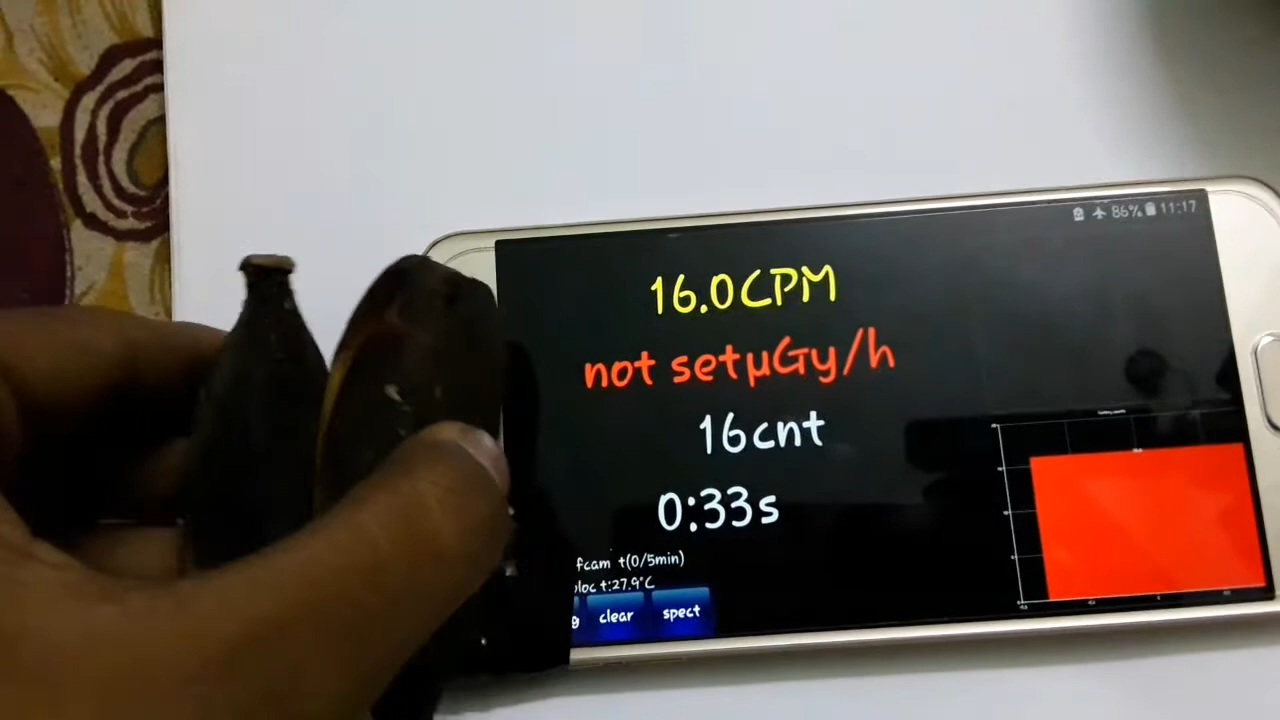 86% 11:17
16.0CPM
not setμGy/h
16cnt
0:33s
fcam t(0/5min)
t:27.9°C
clear
spect